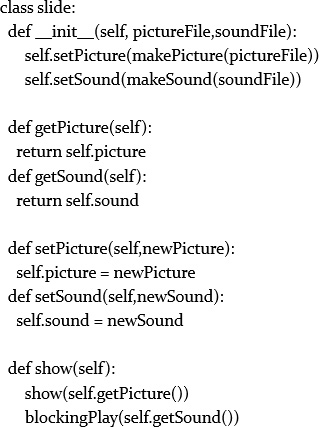 class slide:
def __init__(self, pictureFile,soundFile):
self.setPicture(makePicture(pictureFile))
self.setSound(makeSound(soundFile))
def getPicture(self):
return self.picture
def getSound(self):
return self.sound
def setPicture(self,newPicture):
self.picture = newPicture
def setSound(self,newSound):
self.sound = newSound
def show(self):
show(self.getPicture())
blockingPlay(self.getSound())